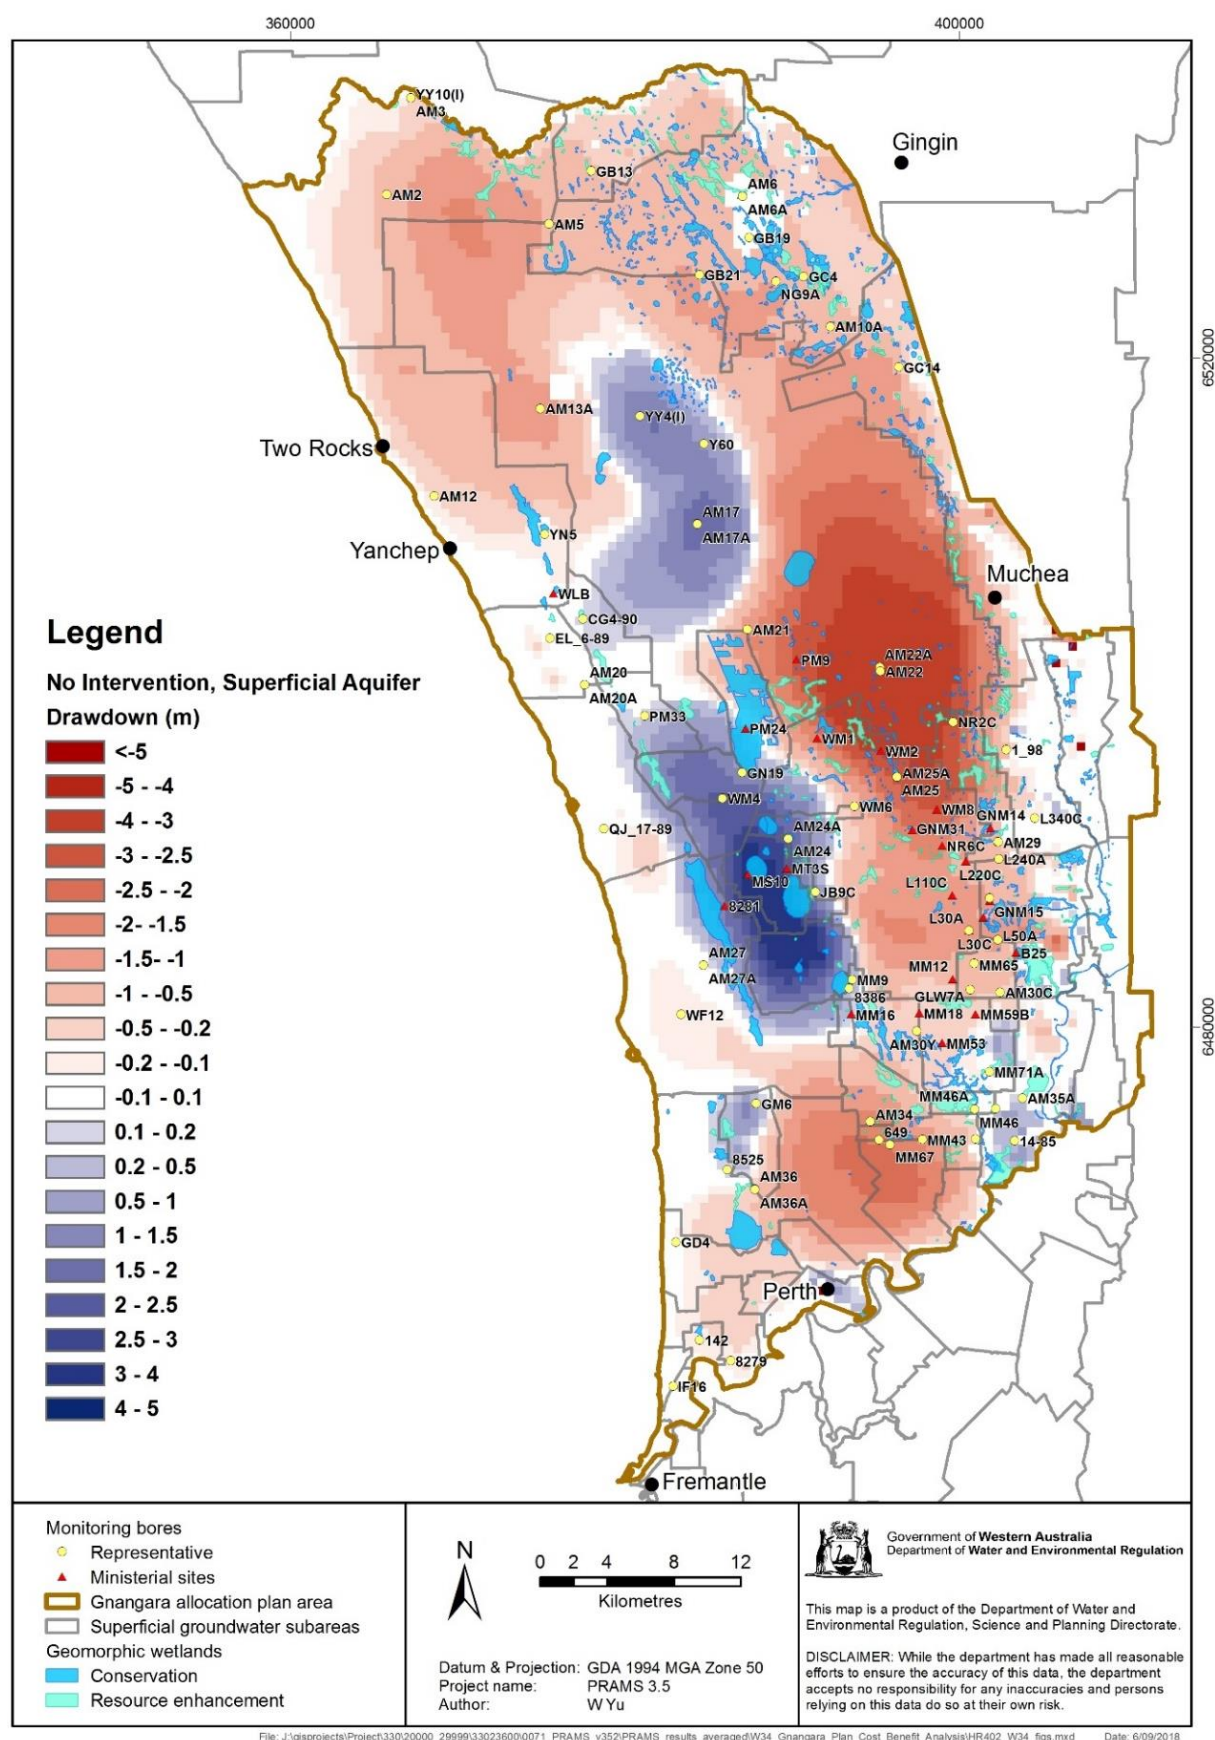 360000
400000
YY10(I)
AM3
Gingin
GB13
AM2
AM6
AM6A
AM5
GB19
GB21
GC4
NG9A
AM10A
6520000
GC14
AM13A
YY4(I)
Two Rocks
Y60
AM12
AM17
YN5
AM17A
Yanchep
Muchea
WLB
Legend
CG4-90
AM21
EL_6-89
PM9
AM22A
AM20
AM22
No Intervention, Superficial Aquifer
AM20A
Drawdown (m)
PM33
NR2C
PM24
WM1
<-5
WM2
1_98
GN19
AM25A
-5 - -4
AM25
WM4
WM6
-4 - -3
WM8
GNM14
L340C
QJ_17-89
AM24A
GNM31
-3 - -2.5
AM24
NR6C
AM29
L240A
MT3S
L220C
-2.5 - -2
MS10
JB9C
L110C
8281
GNM15
-2- -1.5
L30A
L30C
L50A
-1.5- -1
AM27
B25
AM27A
MM12
MM65
-1 - -0.5
MM9
8386
GLW7A
AM30C
WF12
MM16
MM18
MM59B
-0.5 - -0.2
6480000
AM30Y
MM53
-0.2 - -0.1
MM71A
-0.1 - 0.1
MM46A
AM35A
GM6
AM34
MM46
0.1 - 0.2
649
MM43
14-85
MM67
0.2 - 0.5
8525
AM36
0.5 - 1
AM36A
1 - 1.5
GD4
1.5 - 2
Perth
2 - 2.5
2.5 - 3
142
8279
3 - 4
IF16
4 - 5
Fremantle
Monitoring bores
Representative
Ministerial sites
Gnangara allocation plan area
Superficial groundwater subareas
Geomorphic wetlands
Conservation
Resource enhancement
N
0 2 4 8 12
Kilometres
Datum & Projection: GDA 1994 MGA Zone 50
Project name: PRAMS 3.5
Author: W Yu
Government of Western Australia
Department of Water and Environmental Regulation
This map is a product of the Department of Water and
Environmental Regulation, Science and Planning Directorate.
DISCLAIMER: While the department has made all reasonable
efforts to ensure the accuracy of this data, the department
accepts no responsibility for any inaccuracies and persons
relying on this data do so at their own risk.
File: J:\gisprojects\Project\330\20000_29999\33023600\0071_PRAMS_v352\PRAMS_results_averaged\W34_Gnangara_Plan_Cost_Benefit_Analysis\HR402_W34_figs.mxd Date: 6/09/2018